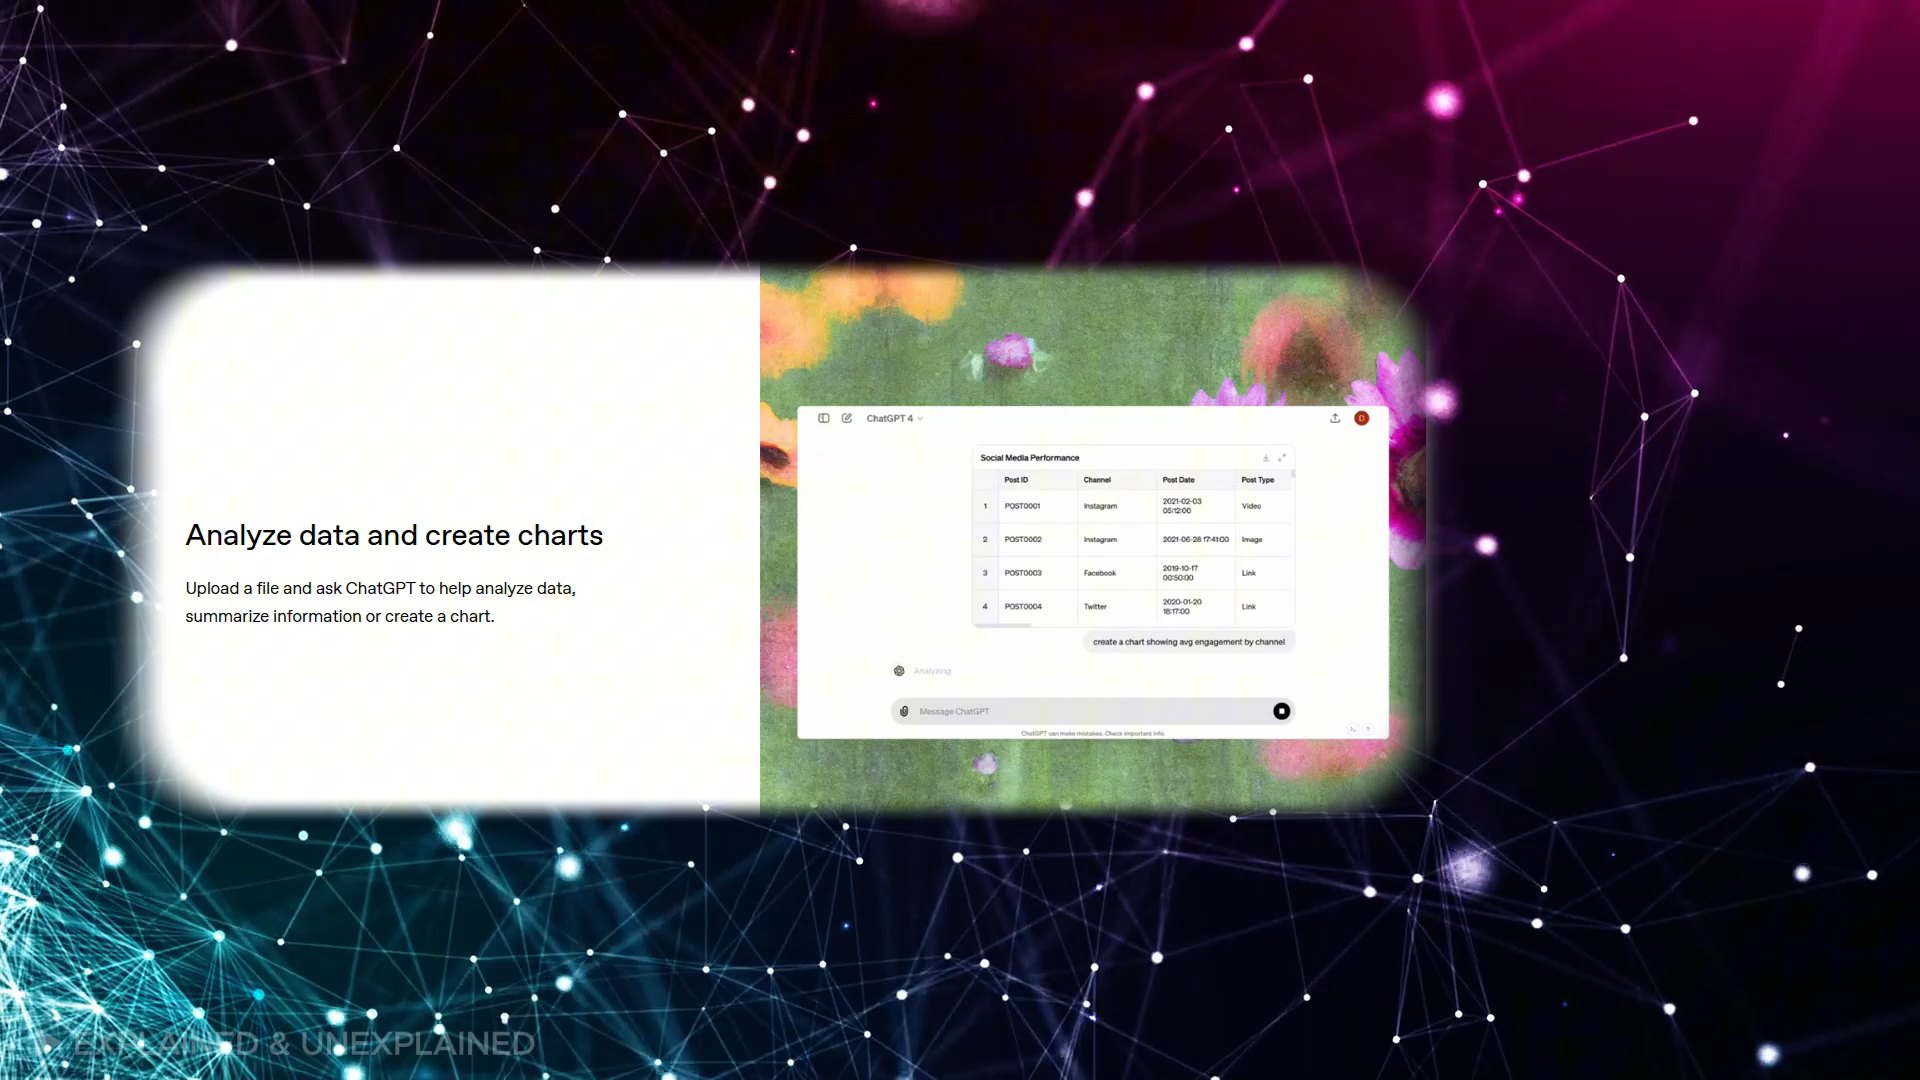 Analyze data and create charts
Upload a file and ask ChatGPT to help analyze data,
summarize information or create a chart.
ChatGPT 4
D
Social Media Performance
Post ID Channel Post Date Post Type
1 POST0001 Instagram 2021-02-03 05:12:00 Video
2 POST0002 Instagram 2021-06-28 17:41:00 Image
3 POST0003 Facebook 2019-10-17 00:50:00 Link
4 POST0004 Twitter 2020-01-20 18:17:00 Link
create a chart showing avg engagement by channel
Analyzing
Message ChatGPT
ChatGPT can make mistakes. Check important info.
?
EXPLAINED & UNEXPLAINED